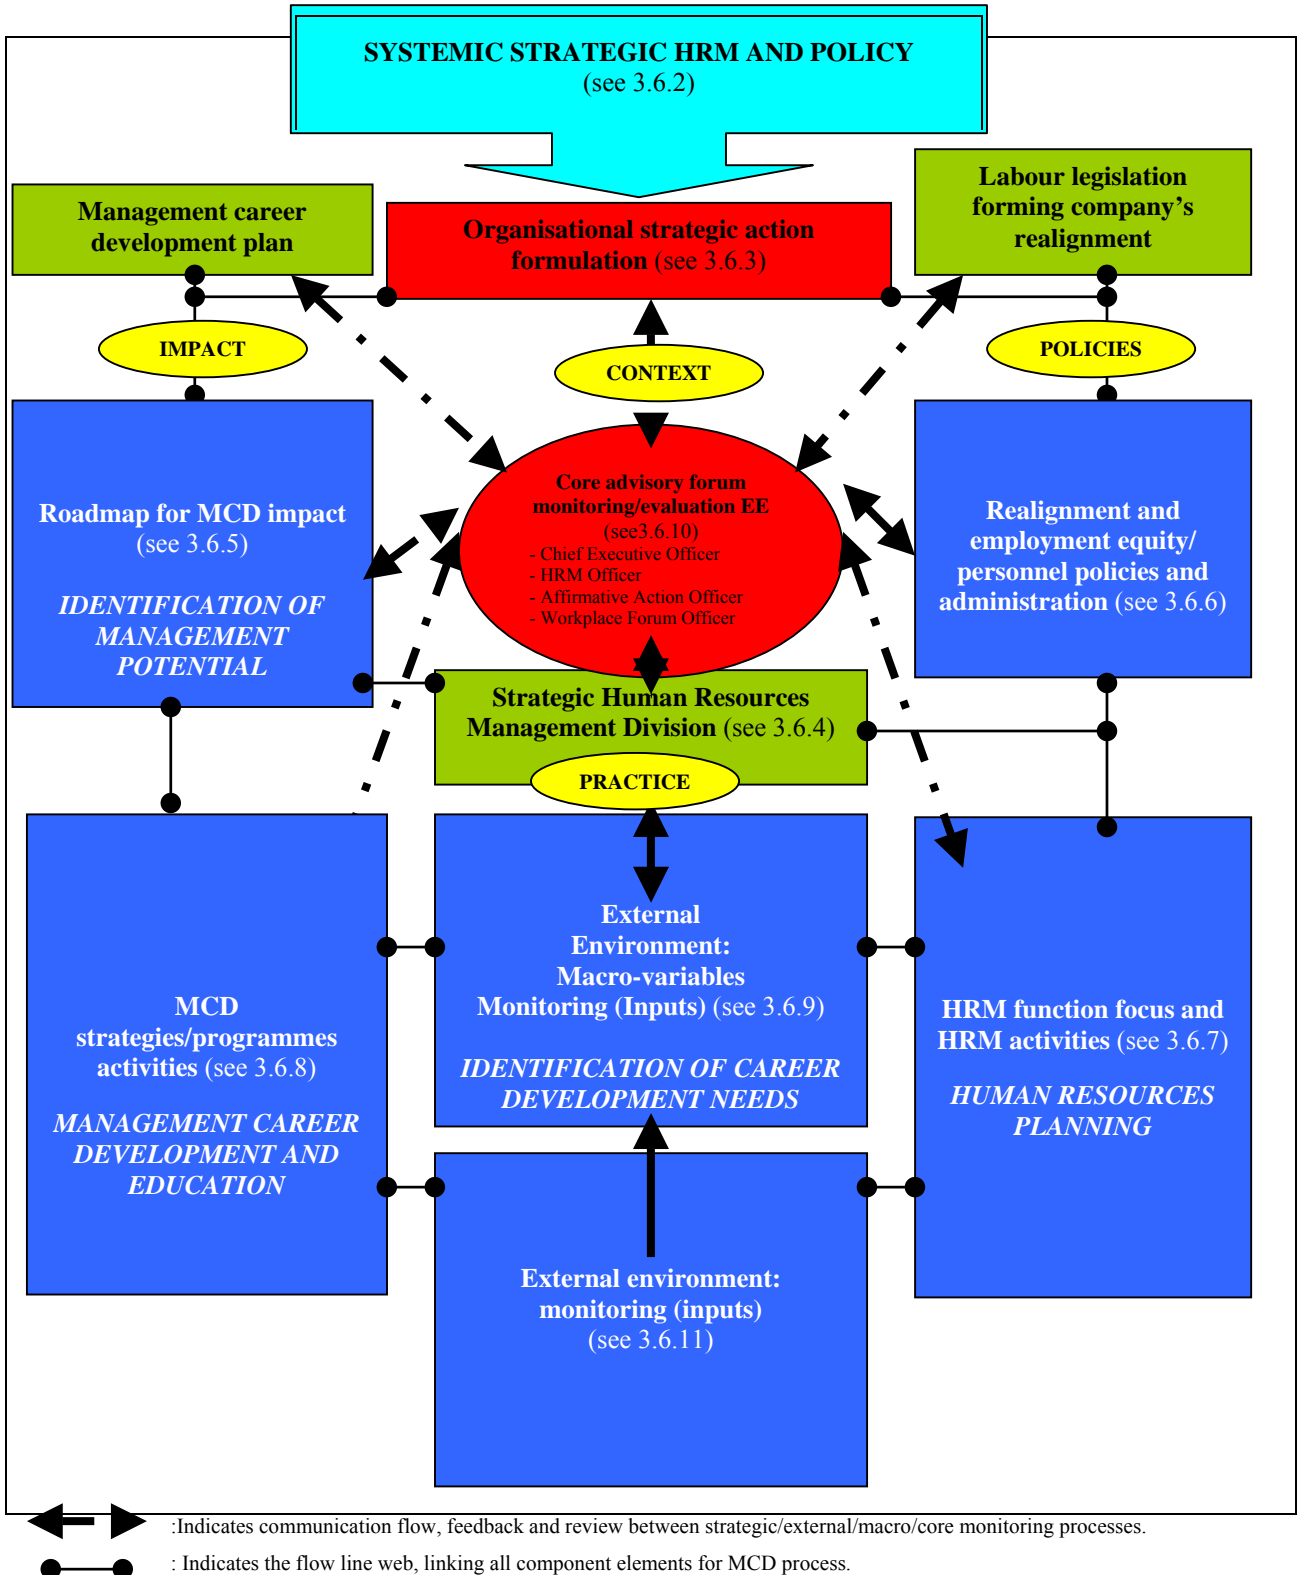 SYSTEMIC STRATEGIC HRM AND POLICY
(see 3.6.2)
Management career
development plan
Organisational strategic action
formulation (see 3.6.3)
Labour legislation
forming company’s
realignment
IMPACT
CONTEXT
POLICIES
Roadmap for MCD impact
(see 3.6.5)
IDENTIFICATION OF
MANAGEMENT
POTENTIAL
Core advisory forum
monitoring/evaluation EE
(see3.6.10)
- Chief Executive Officer
- HRM Officer
- Affirmative Action Officer
- Workplace Forum Officer
Realignment and
employment equity/
personnel policies and
administration (see 3.6.6)
Strategic Human Resources
Management Division (see 3.6.4)
PRACTICE
MCD
strategies/programmes
activities (see 3.6.8)
MANAGEMENT CAREER
DEVELOPMENT AND
EDUCATION
External
Environment:
Macro-variables
Monitoring (Inputs) (see 3.6.9)
IDENTIFICATION OF CAREER
DEVELOPMENT NEEDS
HRM function focus and
HRM activities (see 3.6.7)
HUMAN RESOURCES
PLANNING
External environment:
monitoring (inputs)
(see 3.6.11)
:Indicates communication flow, feedback and review between strategic/external/macro/core monitoring processes.
: Indicates the flow line web, linking all component elements for MCD process.